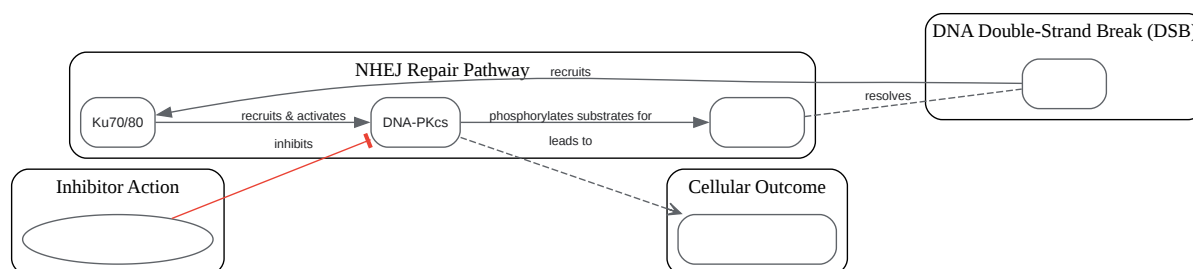 DNA Double-Strand Break (DSB)
NHEJ Repair Pathway
recruits
resolves
Ku70/80
recruits & activates
DNA-PKcs
phosphorylates substrates for
inhibits
leads to
Inhibitor Action
Cellular Outcome